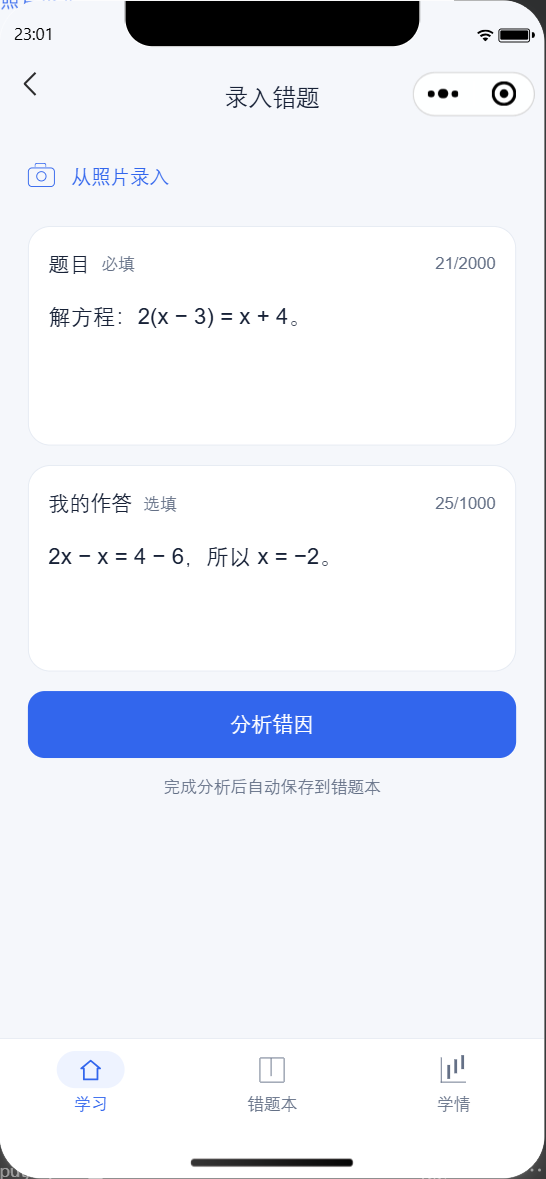 23:01
录入错题
从照片录入
题目 必填 21/2000
解方程：2(x − 3) = x + 4。
我的作答 选填 25/1000
2x − x = 4 − 6，所以 x = −2。
分析错因
完成分析后自动保存到错题本
学习 错题本 学情